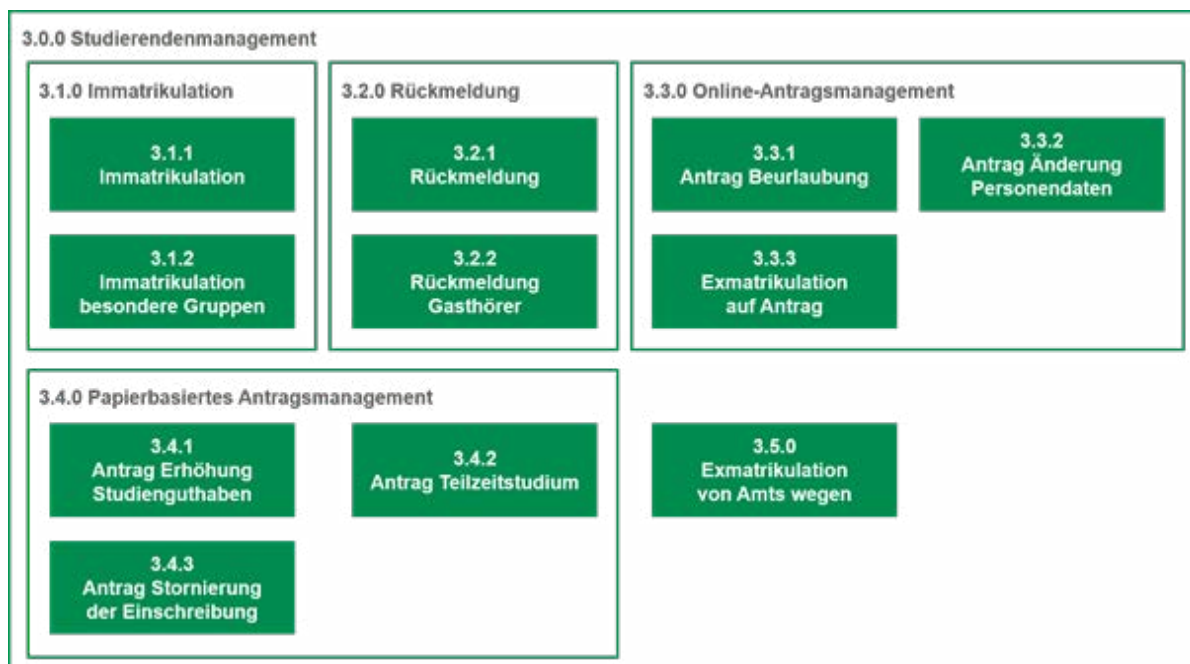 3.0.0 Studierendenmanagement
3.1.0 Immatrikulation
3.1.1
Immatrikulation
3.1.2
Immatrikulation
besondere Gruppen
3.2.0 Rückmeldung
3.2.1
Rückmeldung
3.2.2
Rückmeldung
Gasthörer
3.3.0 Online-Antragsmanagement
3.3.1
Antrag Beurlaubung
3.3.2
Antrag Änderung
Personendaten
3.3.3
Exmatrikulation
auf Antrag
3.4.0 Papierbasiertes Antragsmanagement
3.4.1
Antrag Erhöhung
Studienguthaben
3.4.2
Antrag Teilzeitstudium
3.4.3
Antrag Stornierung
der Einschreibung
3.5.0
Exmatrikulation
von Amts wegen